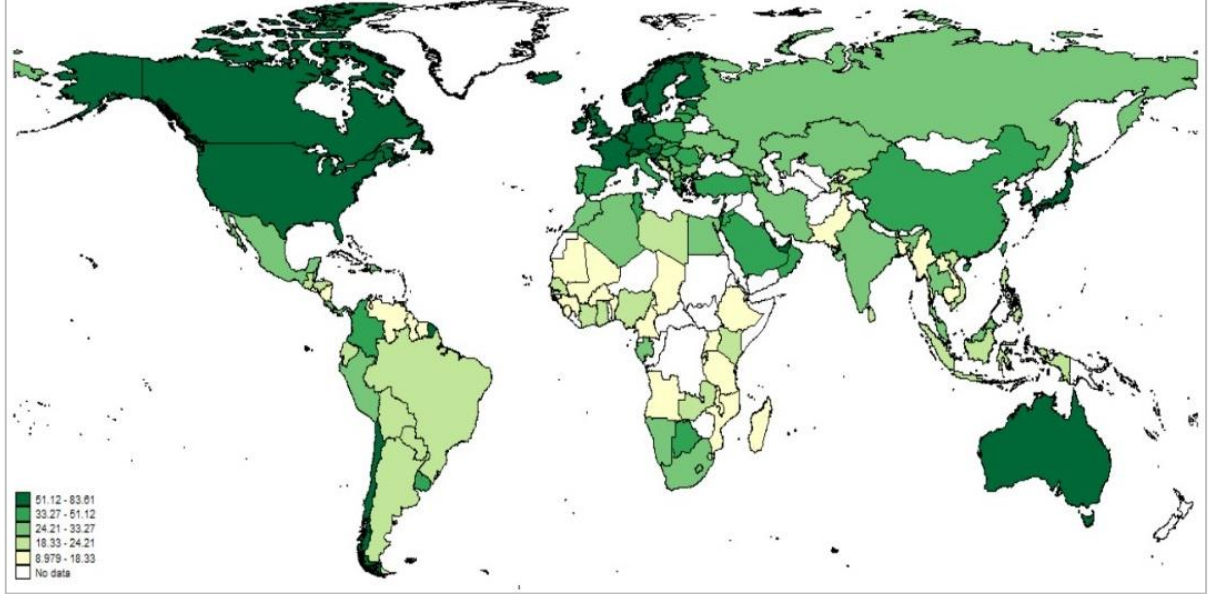 51.12 - 83.61
33.27 - 51.12
24.21 - 33.27
18.33 - 24.21
8.979 - 18.33
No data